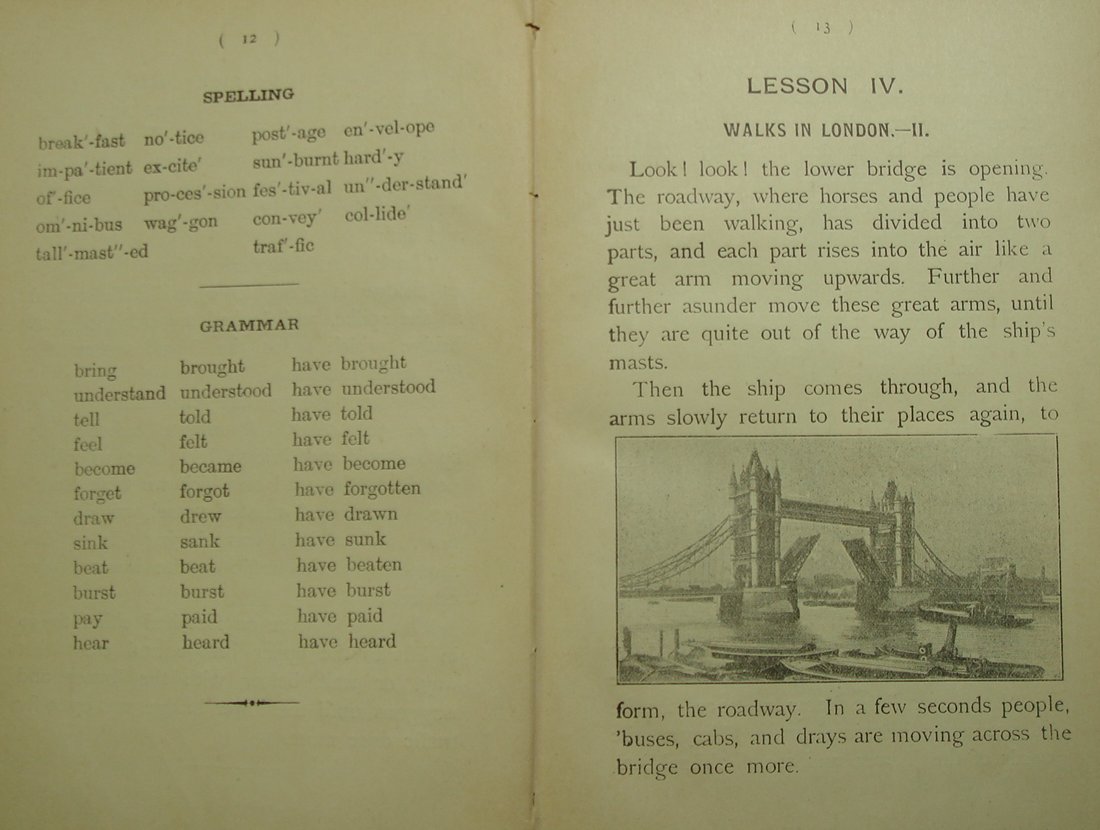 ( 12 )
SPELLING
break'-fast no'-tice post'-age en'-vel-ope
im-pa'-tient ex-cite' sun'-burnt hard'-y
of'-fice pro-ces'-sion fes'-tiv-al un''-der-stand'
om'-ni-bus wag'-gon con-vey' col-lide'
tall'-mast''-ed traf'-fic
GRAMMAR
bring brought have brought
understand understood have understood
tell told have told
feel felt have felt
become became have become
forget forgot have forgotten
draw drew have drawn
sink sank have sunk
beat beat have beaten
burst burst have burst
pay paid have paid
hear heard have heard
( 13 )
LESSON IV.
WALKS IN LONDON.—II.
Look! look! the lower bridge is opening.
The roadway, where horses and people have
just been walking, has divided into two
parts, and each part rises into the air like a
great arm moving upwards. Further and
further asunder move these great arms, until
they are quite out of the way of the ship's
masts.
Then the ship comes through, and the
arms slowly return to their places again, to
form, the roadway. In a few seconds people,
'buses, cabs, and drays are moving across the
bridge once more.